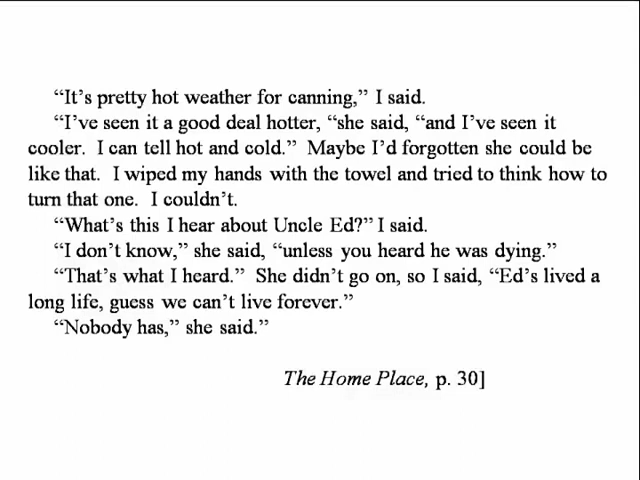 “It’s pretty hot weather for canning,” I said.
“I’ve seen it a good deal hotter, “she said, “and I’ve seen it
cooler.  I can tell hot and cold.”  Maybe I’d forgotten she could be
like that.  I wiped my hands with the towel and tried to think how to
turn that one.  I couldn’t.
“What’s this I hear about Uncle Ed?” I said.
“I don’t know,” she said, “unless you heard he was dying.”
“That’s what I heard.”  She didn’t go on, so I said, “Ed’s lived a
long life, guess we can’t live forever.”
“Nobody has,” she said.”
The Home Place, p. 30]